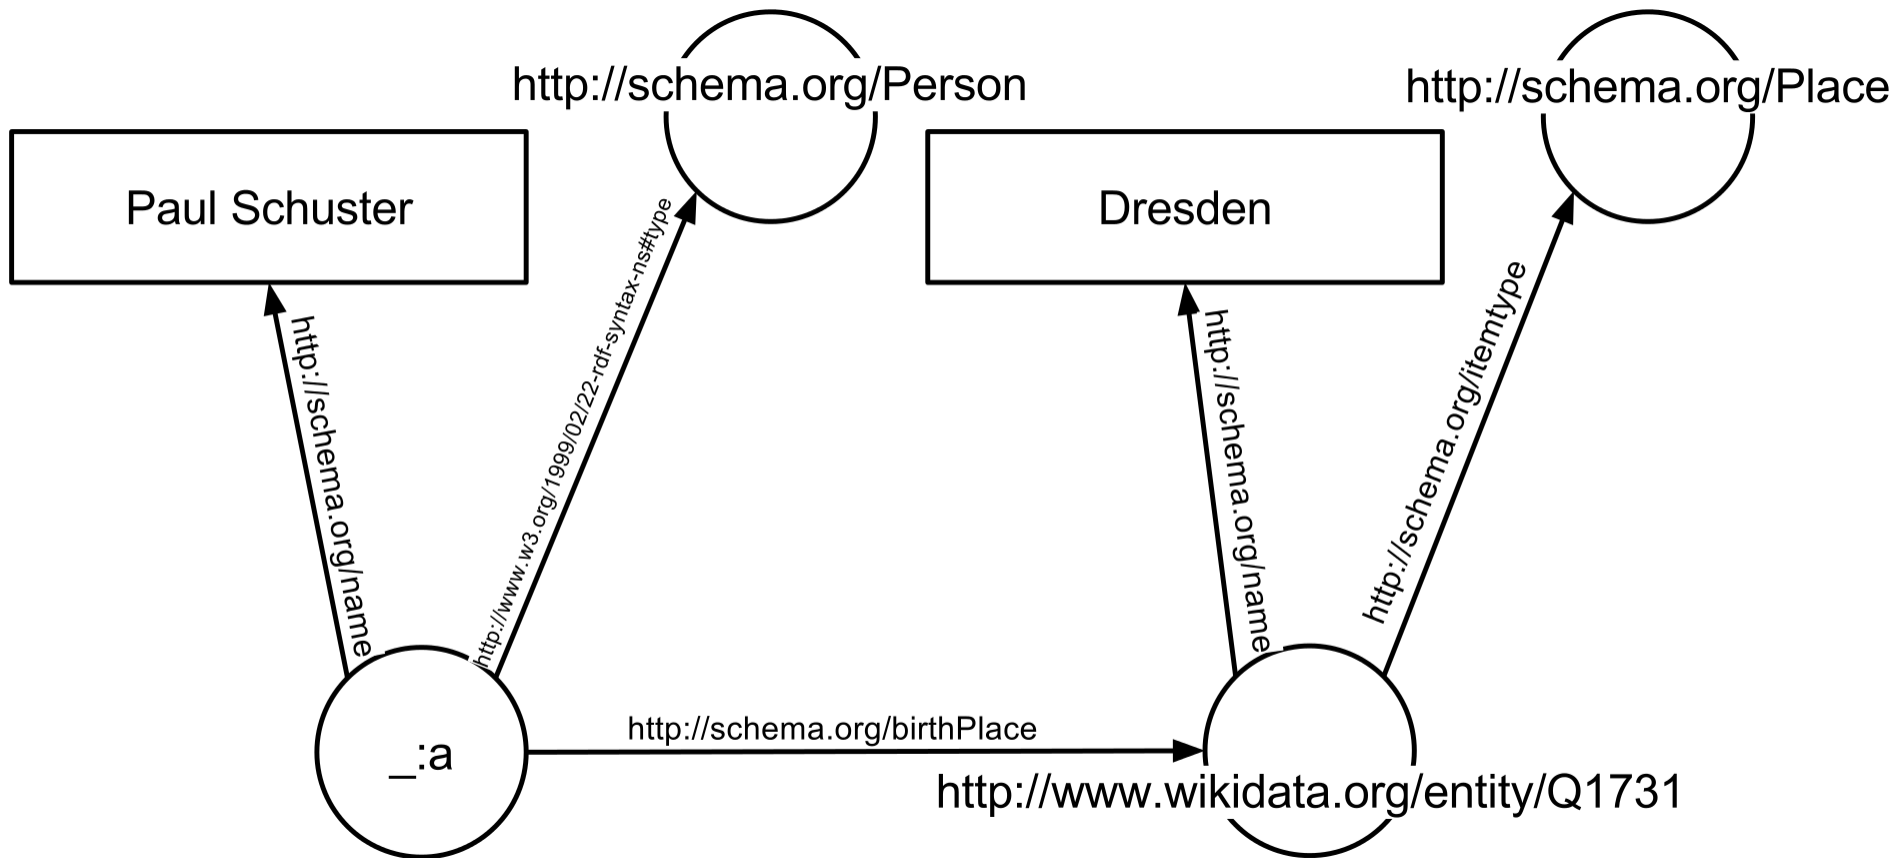 http://schema.org/Person
http://schema.org/Place
Paul Schuster
Dresden
http://schema.org/name
http://www.w3.org/1999/02/22-rdf-syntax-ns#type
http://schema.org/name
http://schema.org/itemtype
http://schema.org/birthPlace
_:a
http://www.wikidata.org/entity/Q1731